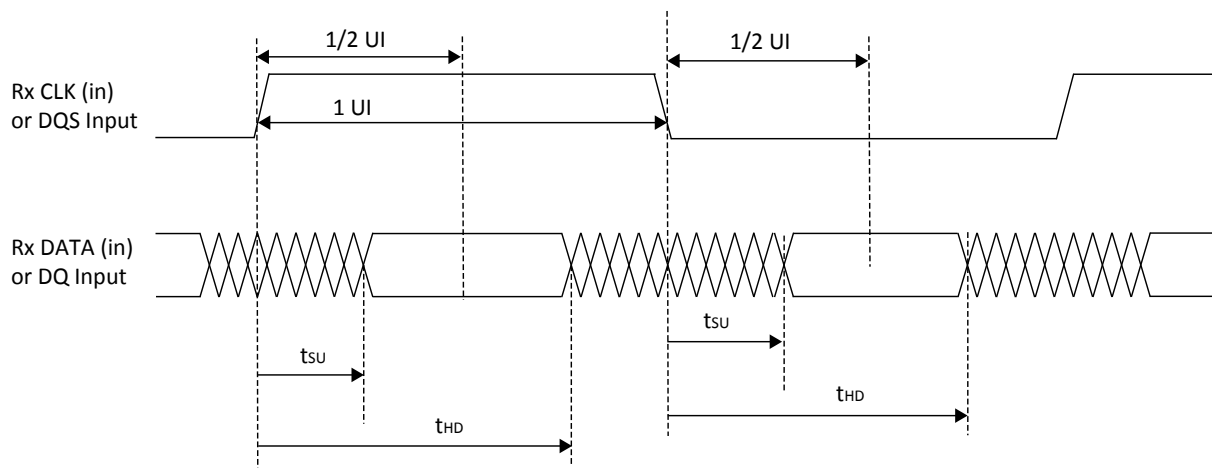 1/2 UI
1/2 UI
Rx CLK (in)
or DQS Input
1 UI
Rx DATA (in)
or DQ Input
tSU
tSU
tHD
tHD